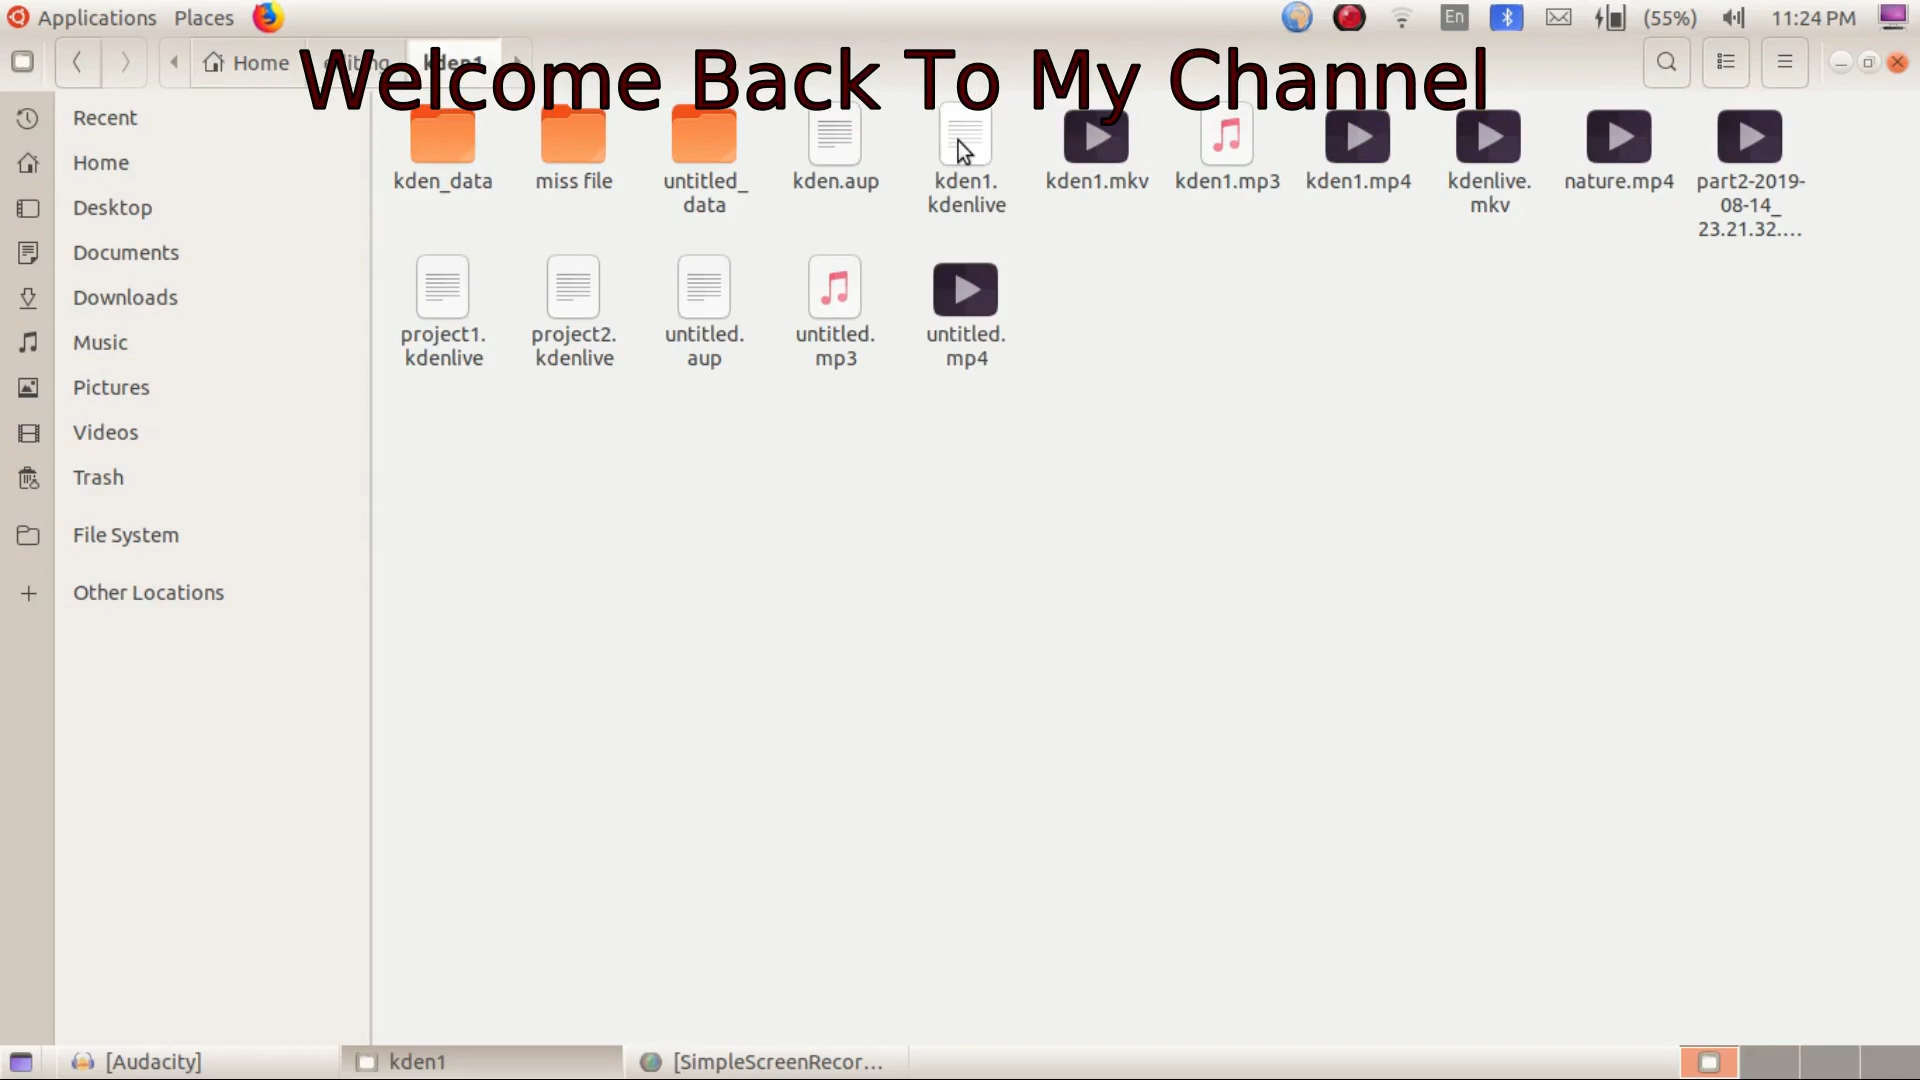 Applications Places
En (55%) 11:24 PM
Home editing kden1
Welcome Back To My Channel
Recent
Home
Desktop
Documents
Downloads
Music
Pictures
Videos
Trash
File System
Other Locations
kden_data
miss file
untitled_
data
kden.aup
kden1.
kdenlive
kden1.mkv
kden1.mp3
kden1.mp4
kdenlive.
mkv
nature.mp4
part2-2019-
08-14_
23.21.32....
project1.
kdenlive
project2.
kdenlive
untitled.
aup
untitled.
mp3
untitled.
mp4
[Audacity]
kden1
[SimpleScreenRecor...